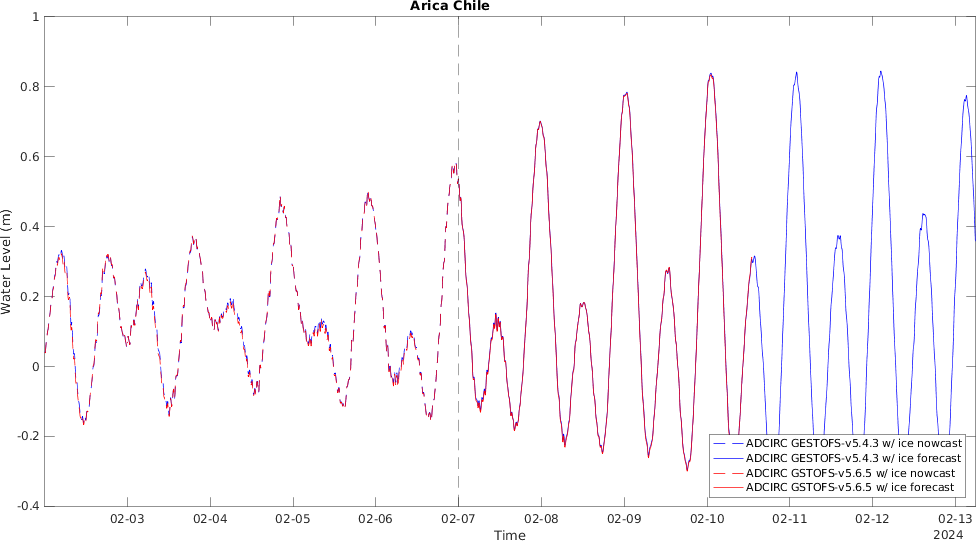 Arica Chile
Water Level (m)
1
0.8
0.6
0.4
0.2
0
-0.2
-0.4
ADCIRC GESTOFS-v5.4.3 w/ ice nowcast
ADCIRC GESTOFS-v5.4.3 w/ ice forecast
ADCIRC GSTOFS-v5.6.5 w/ ice nowcast
ADCIRC GSTOFS-v5.6.5 w/ ice forecast
02-03 02-04 02-05 02-06 02-07 02-08 02-09 02-10 02-11 02-12 02-13
Time
2024